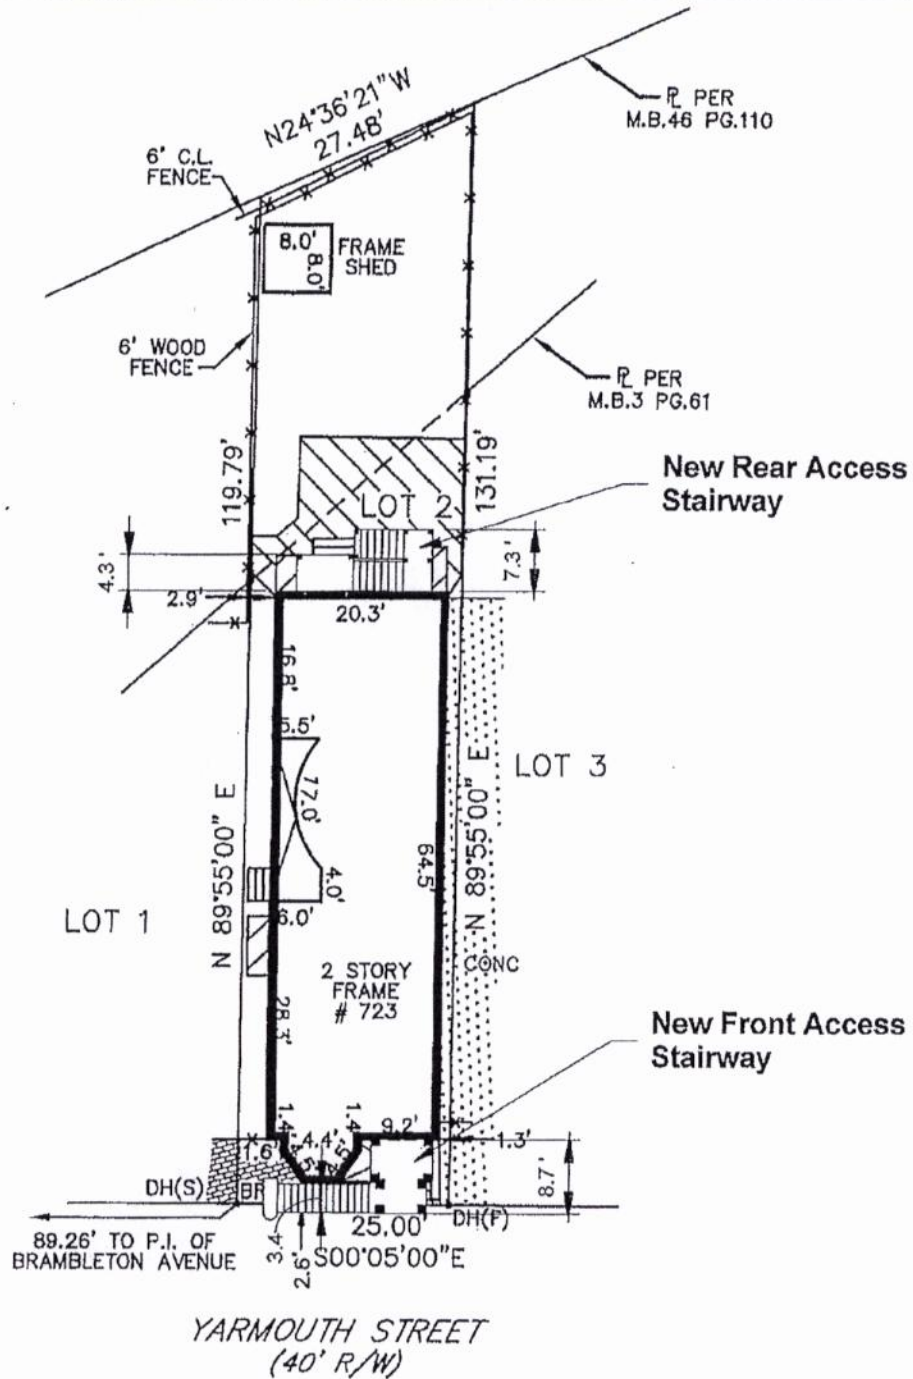 N24°36'21"W
27.48'
℄ PER
M.B.46 PG.110
6' C.L.
FENCE
8.0'
8.0'
FRAME
SHED
6' WOOD
FENCE
℄ PER
M.B.3 PG.61
119.79'
131.19'
New Rear Access
Stairway
LOT 2
4.3'
7.3'
2.9'
20.3'
16.8'
5.5'
17.0'
4.0'
6.0'
64.5'
N 89°55'00" E
N 89°55'00" E
LOT 3
LOT 1
CONC
2 STORY
FRAME
# 723
28.3'
New Front Access
Stairway
1.4'
4.4'
1.4'
9.2'
1.3'
1.6'
4.5'
4.5'
8.7'
DH(S)
BR
DH(F)
25.00'
S00°05'00"E
3.4
2.6'
89.26' TO P.I. OF
BRAMBLETON AVENUE
YARMOUTH STREET
(40' R/W)